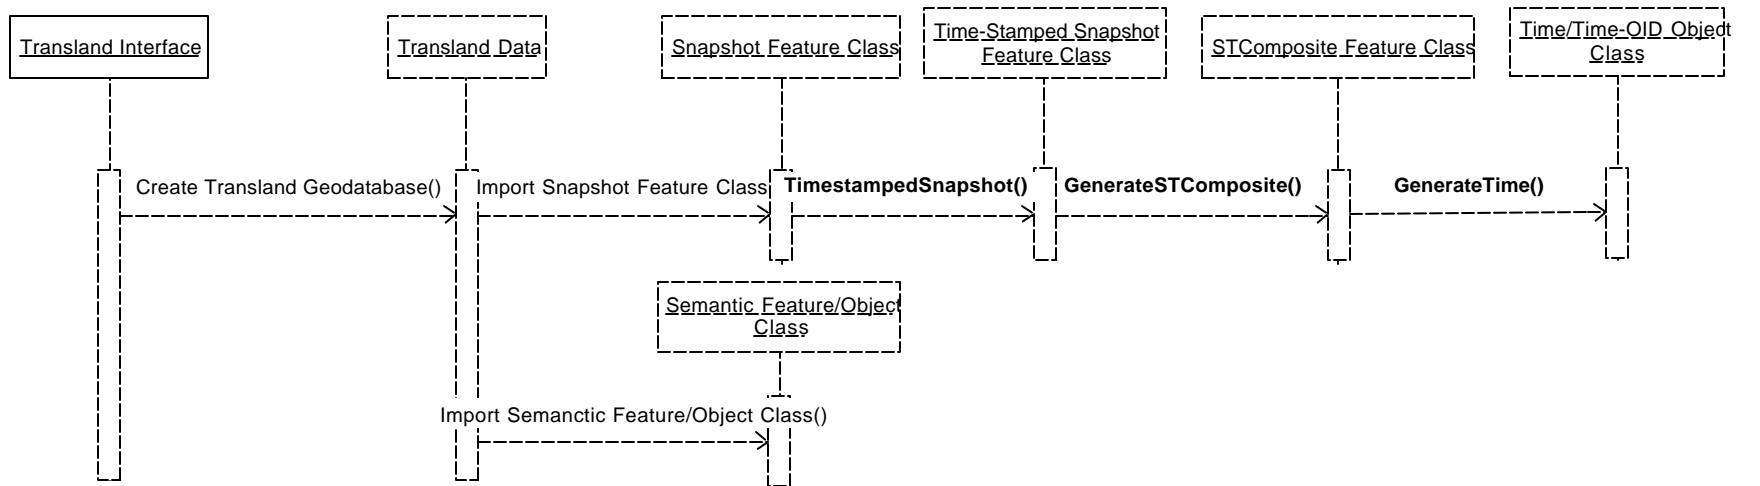 Transland Interface
Transland Data
Snapshot Feature Class
Time-Stamped Snapshot
Feature Class
STComposite Feature Class
Time/Time-OID Object
Class
Create Transland Geodatabase()
Import Snapshot Feature Class
TimestampedSnapshot()
GenerateSTComposite()
GenerateTime()
Semantic Feature/Object
Class
Import Semanctic Feature/Object Class()